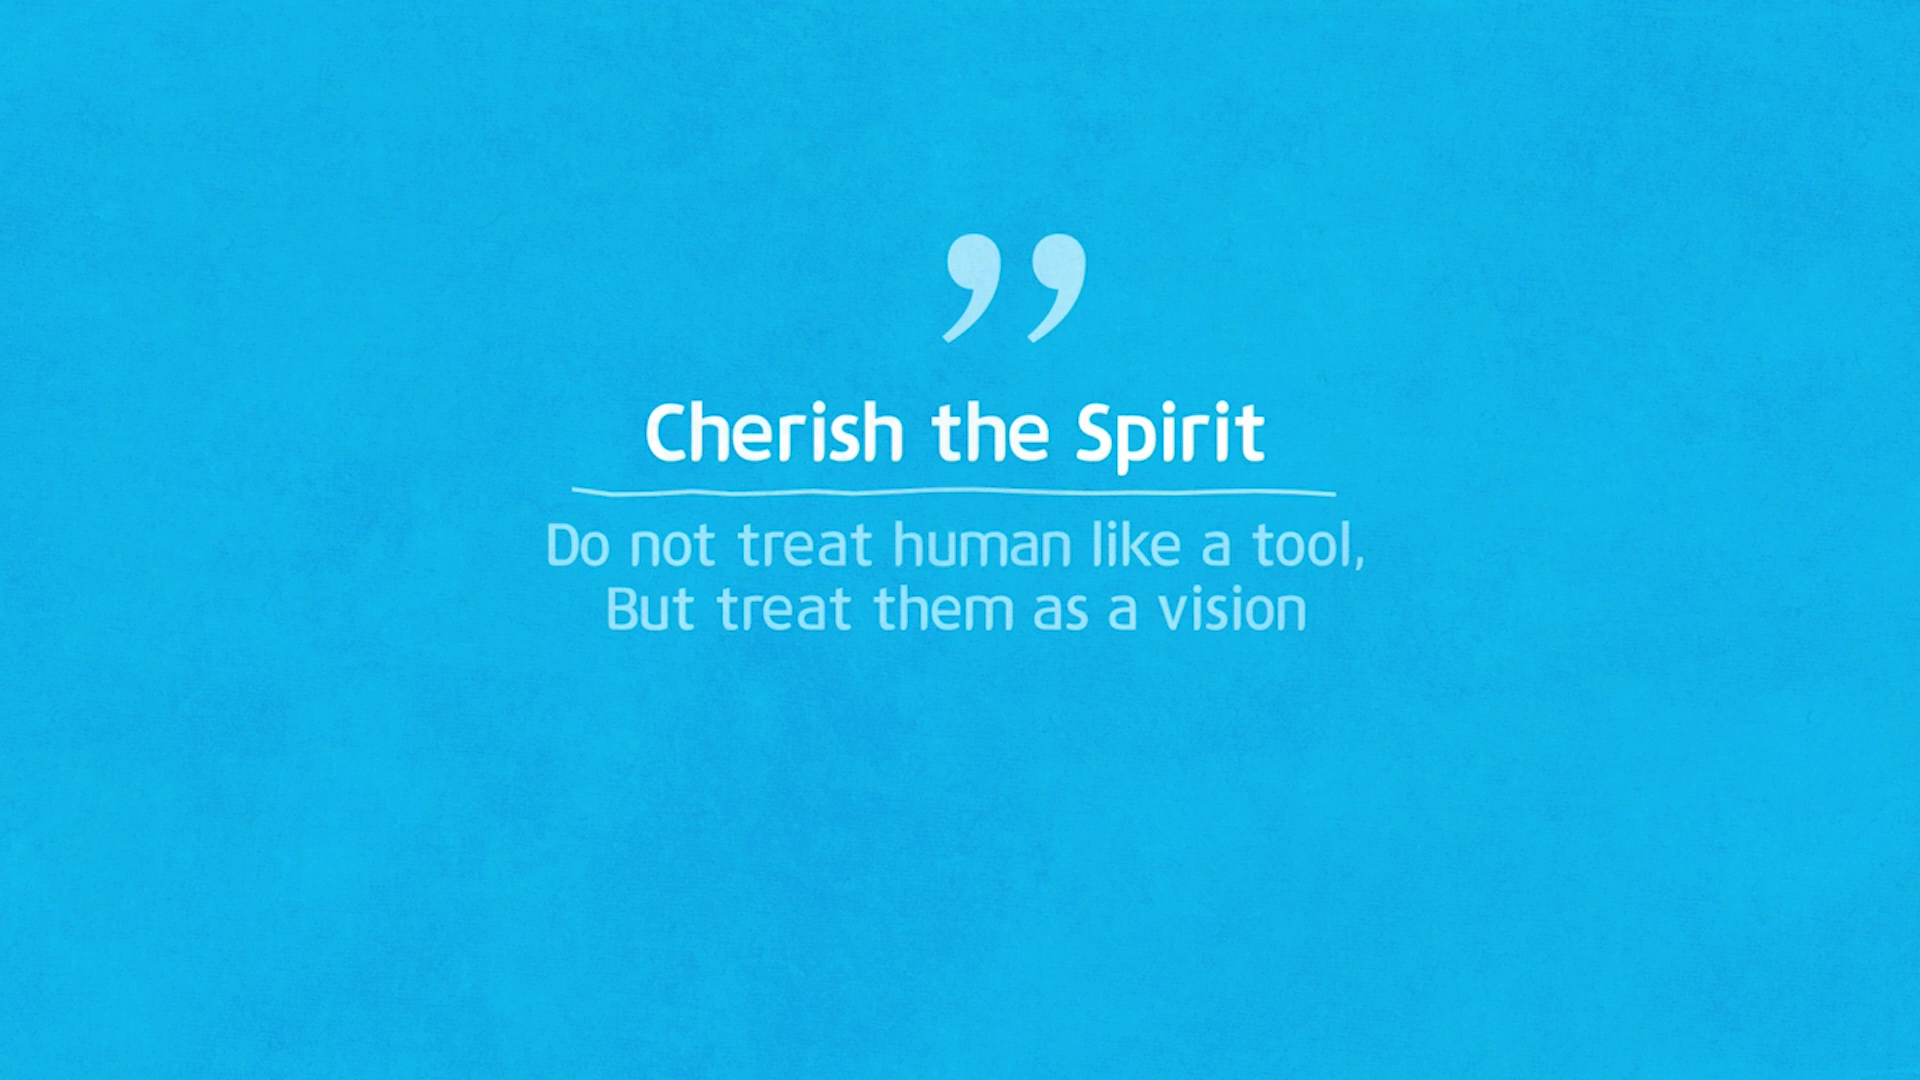 ”
Cherish the Spirit
Do not treat human like a tool,
But treat them as a vision